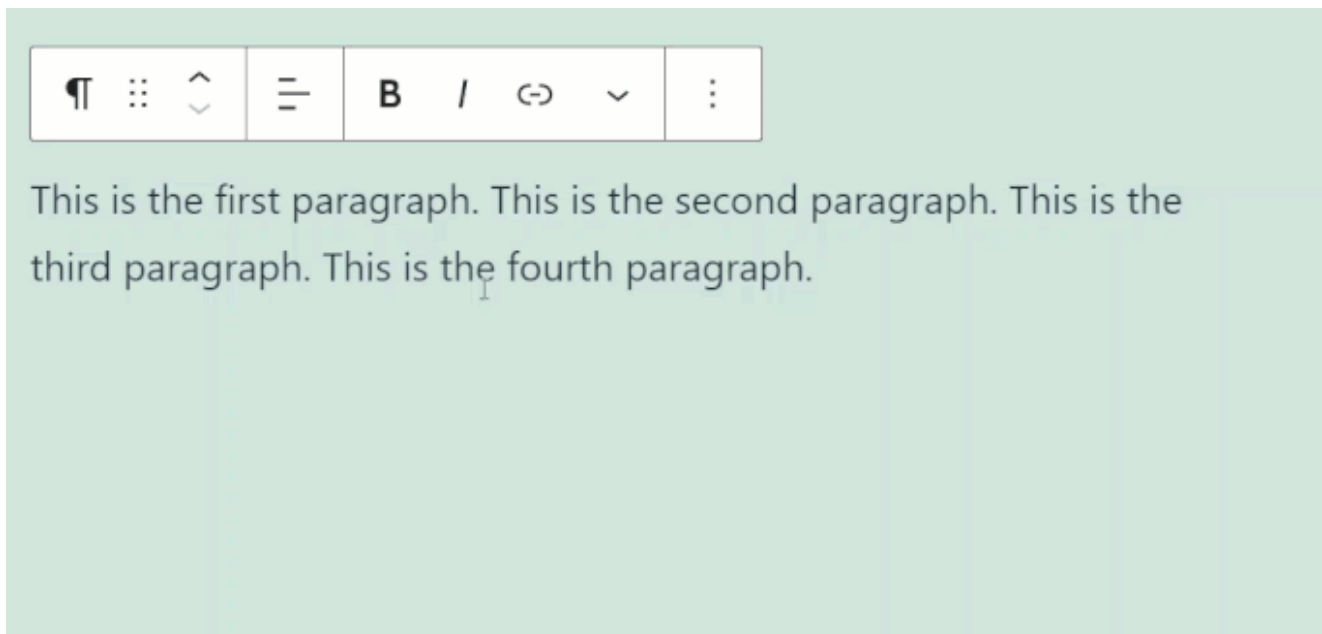 B I
This is the first paragraph. This is the second paragraph. This is the
third paragraph. This is the fourth paragraph.